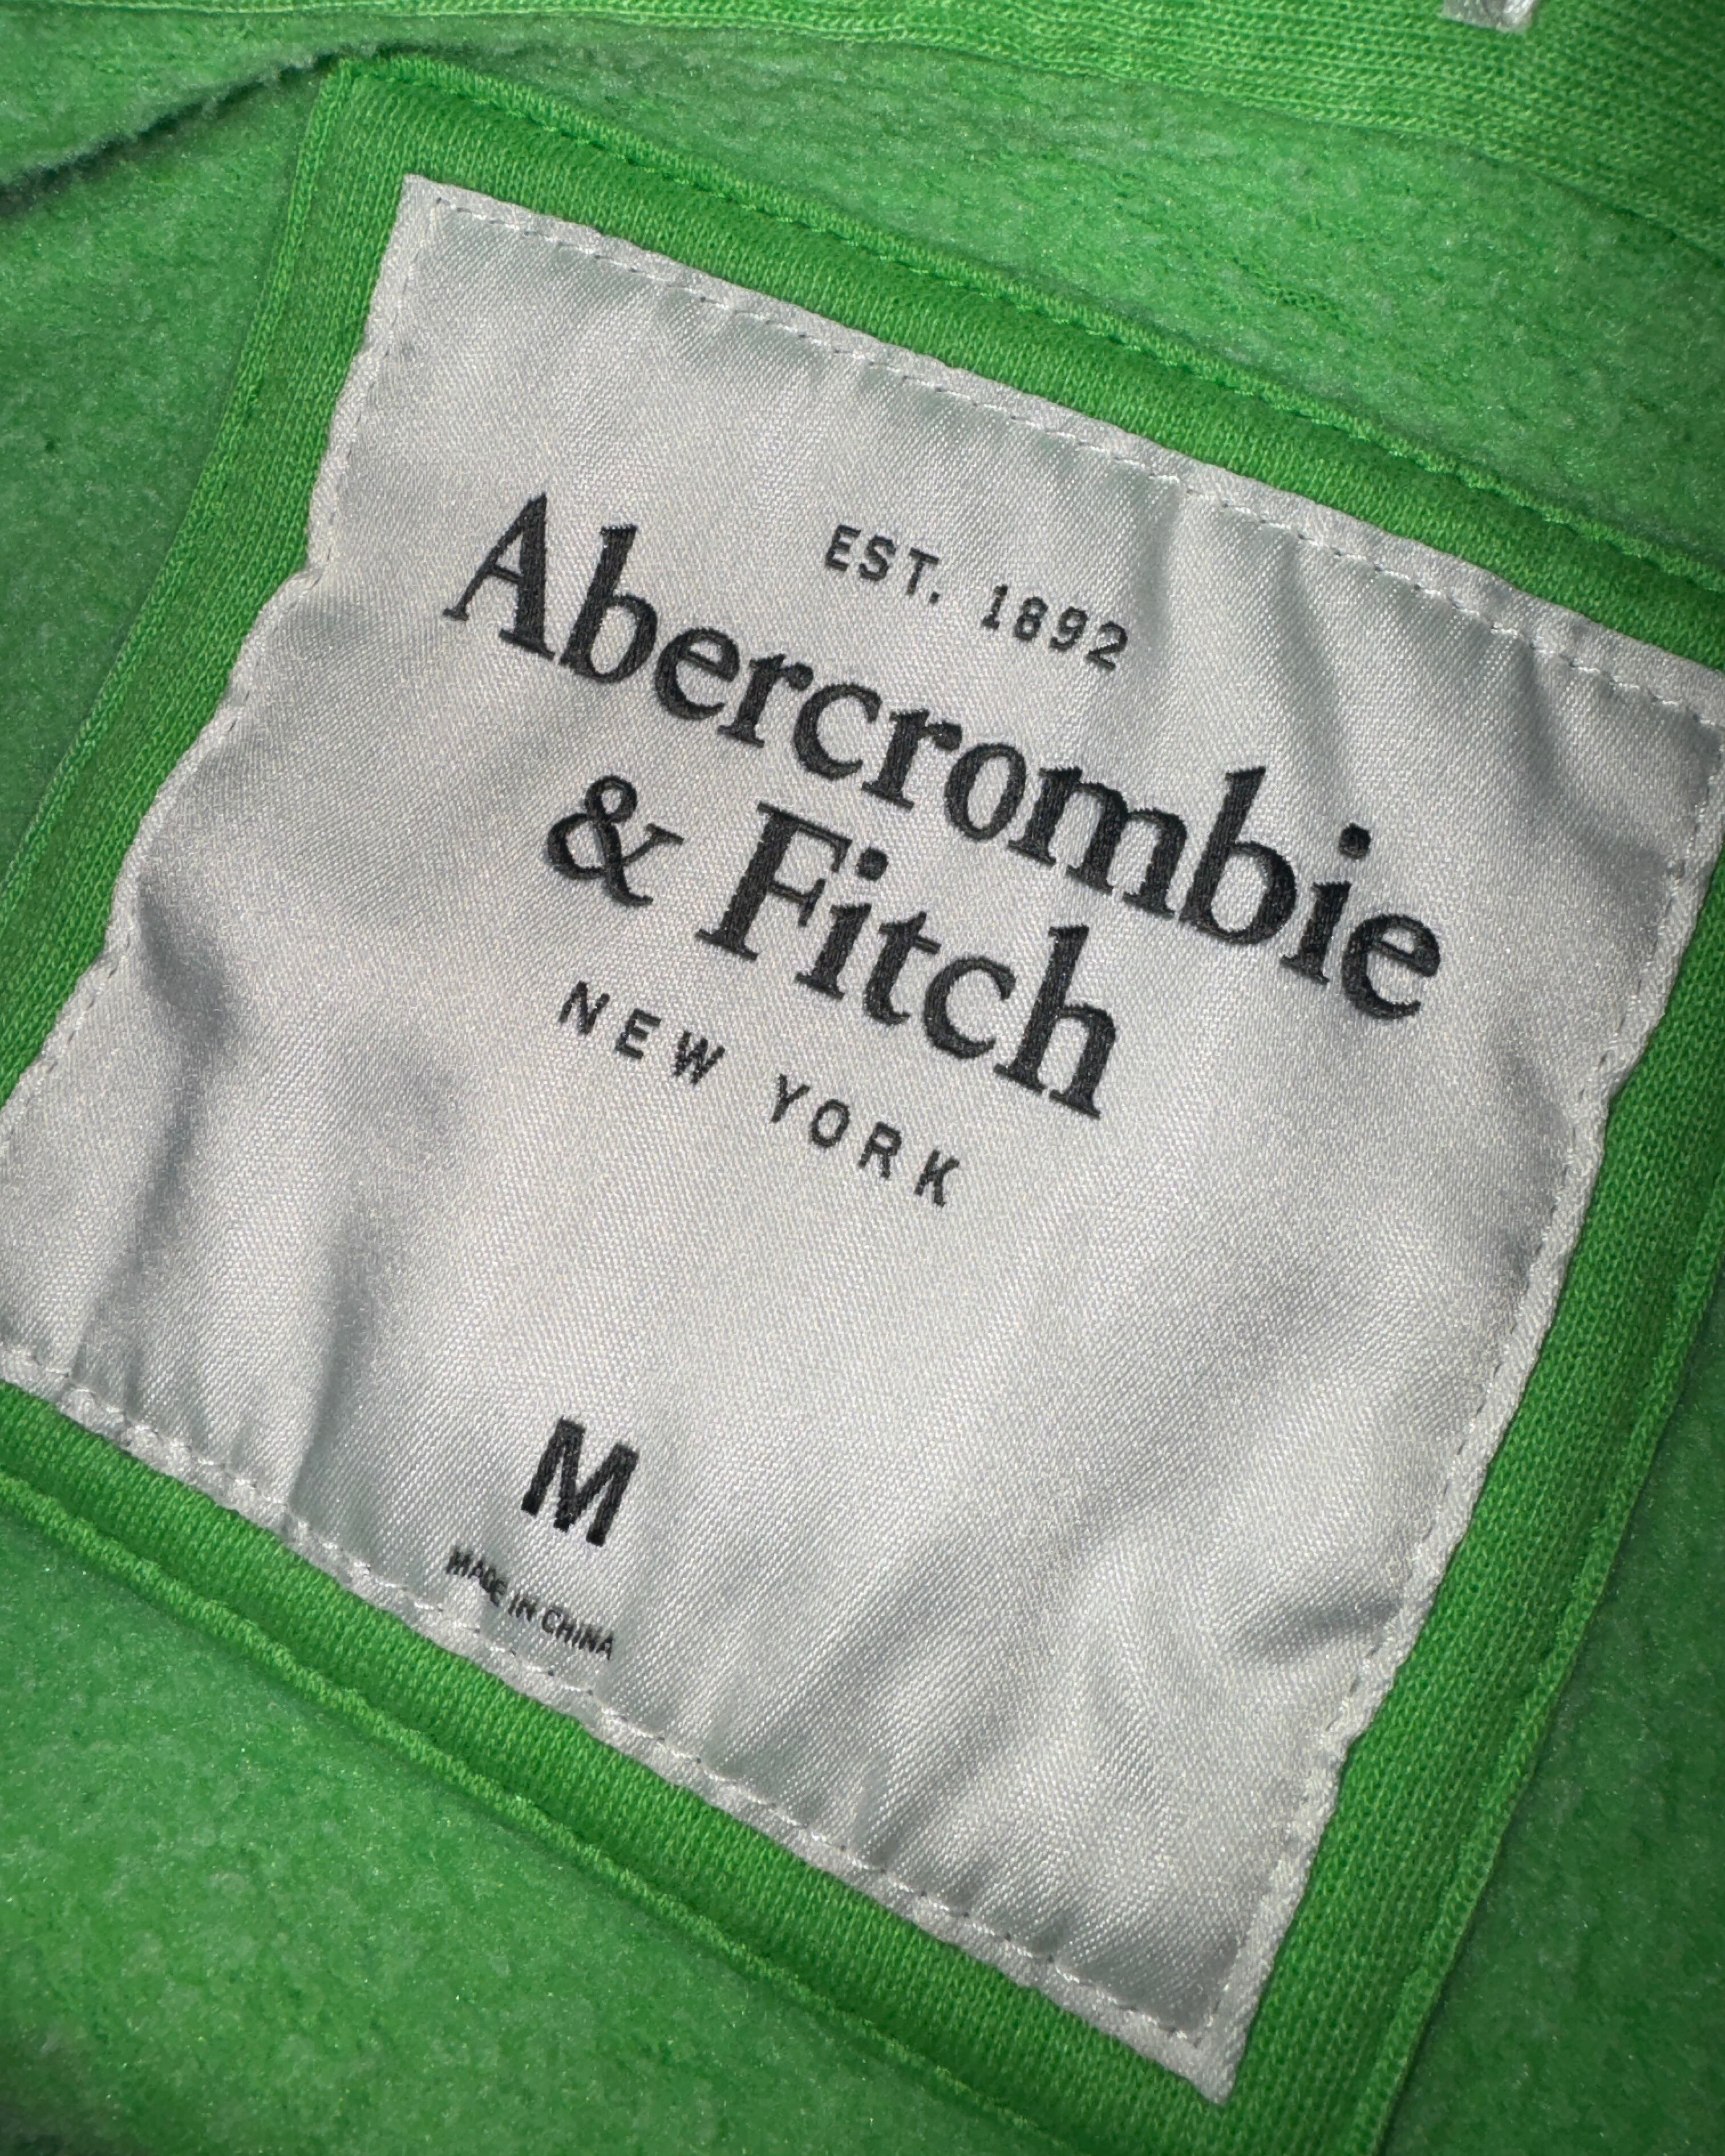 EST. 1892
Abercrombie
& Fitch
NEW YORK
M
MADE IN CHINA